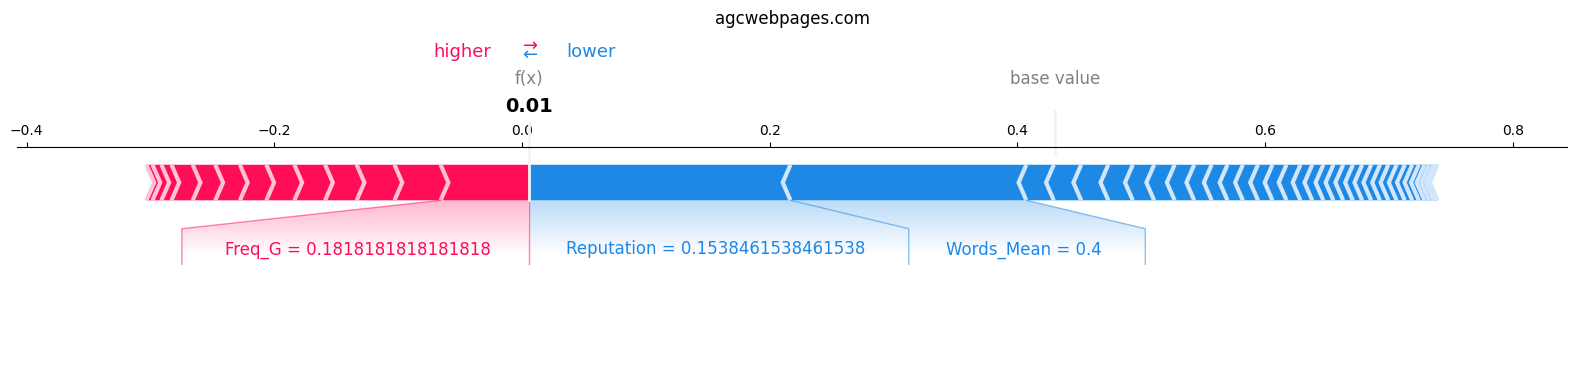 agcwebpages.com
higher ⇄ lower
f(x) base value
0.01
−0.4 −0.2 0.0 0.2 0.4 0.6 0.8
Freq_G = 0.1818181818181818 Reputation = 0.1538461538461538 Words_Mean = 0.4